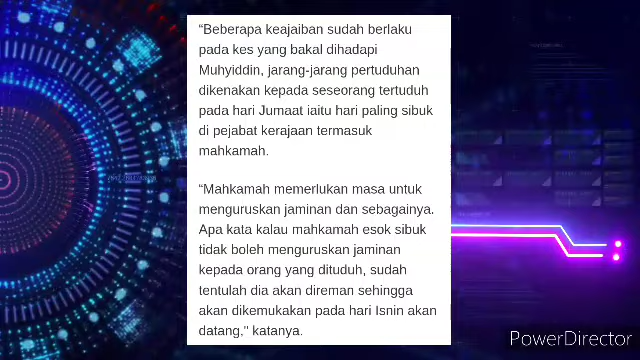 “Beberapa keajaiban sudah berlaku
pada kes yang bakal dihadapi
Muhyiddin, jarang-jarang pertuduhan
dikenakan kepada seseorang tertuduh
pada hari Jumaat iaitu hari paling sibuk
di pejabat kerajaan termasuk
mahkamah.
“Mahkamah memerlukan masa untuk
menguruskan jaminan dan sebagainya.
Apa kata kalau mahkamah esok sibuk
tidak boleh menguruskan jaminan
kepada orang yang dituduh, sudah
tentulah dia akan direman sehingga
akan dikemukakan pada hari Isnin akan
datang," katanya.
PowerDirector